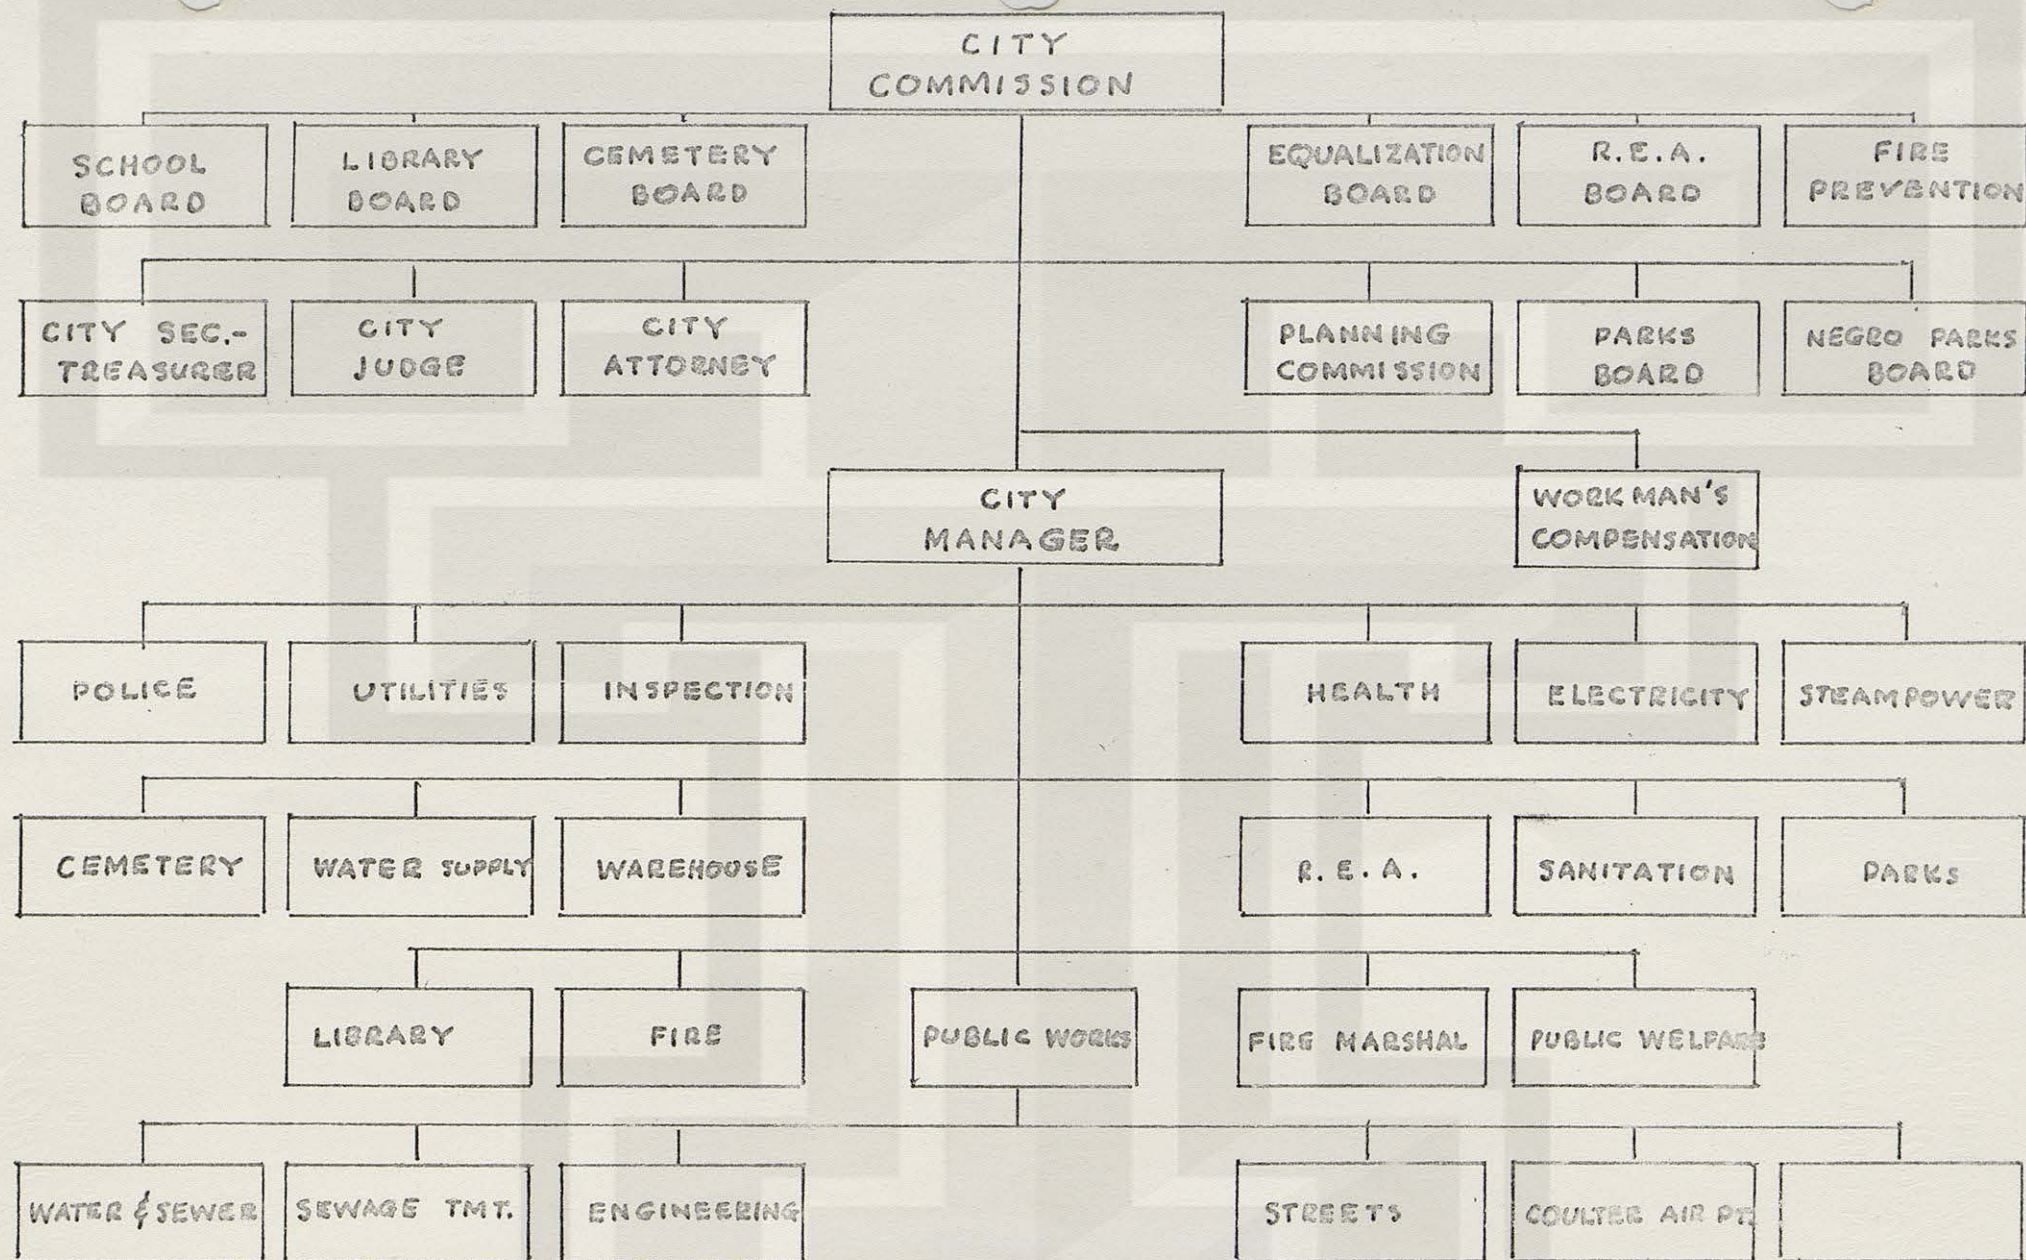 CITY
COMMISSION
SCHOOL
BOARD
LIBRARY
BOARD
CEMETERY
BOARD
EQUALIZATION
BOARD
R.E.A.
BOARD
FIRE
PREVENTION
CITY SEC.-
TREASURER
CITY
JUDGE
CITY
ATTORNEY
PLANNING
COMMISSION
PARKS
BOARD
NEGRO PARKS
BOARD
CITY
MANAGER
WORKMAN'S
COMPENSATION
POLICE
UTILITIES
INSPECTION
HEALTH
ELECTRICITY
STEAMPOWER
CEMETERY
WATER SUPPLY
WAREHOUSE
R.E.A.
SANITATION
PARKS
LIBRARY
FIRE
PUBLIC WORKS
FIRE MARSHAL
PUBLIC WELFARE
WATER & SEWER
SEWAGE TMT.
ENGINEERING
STREETS
COULTER AIR PT.